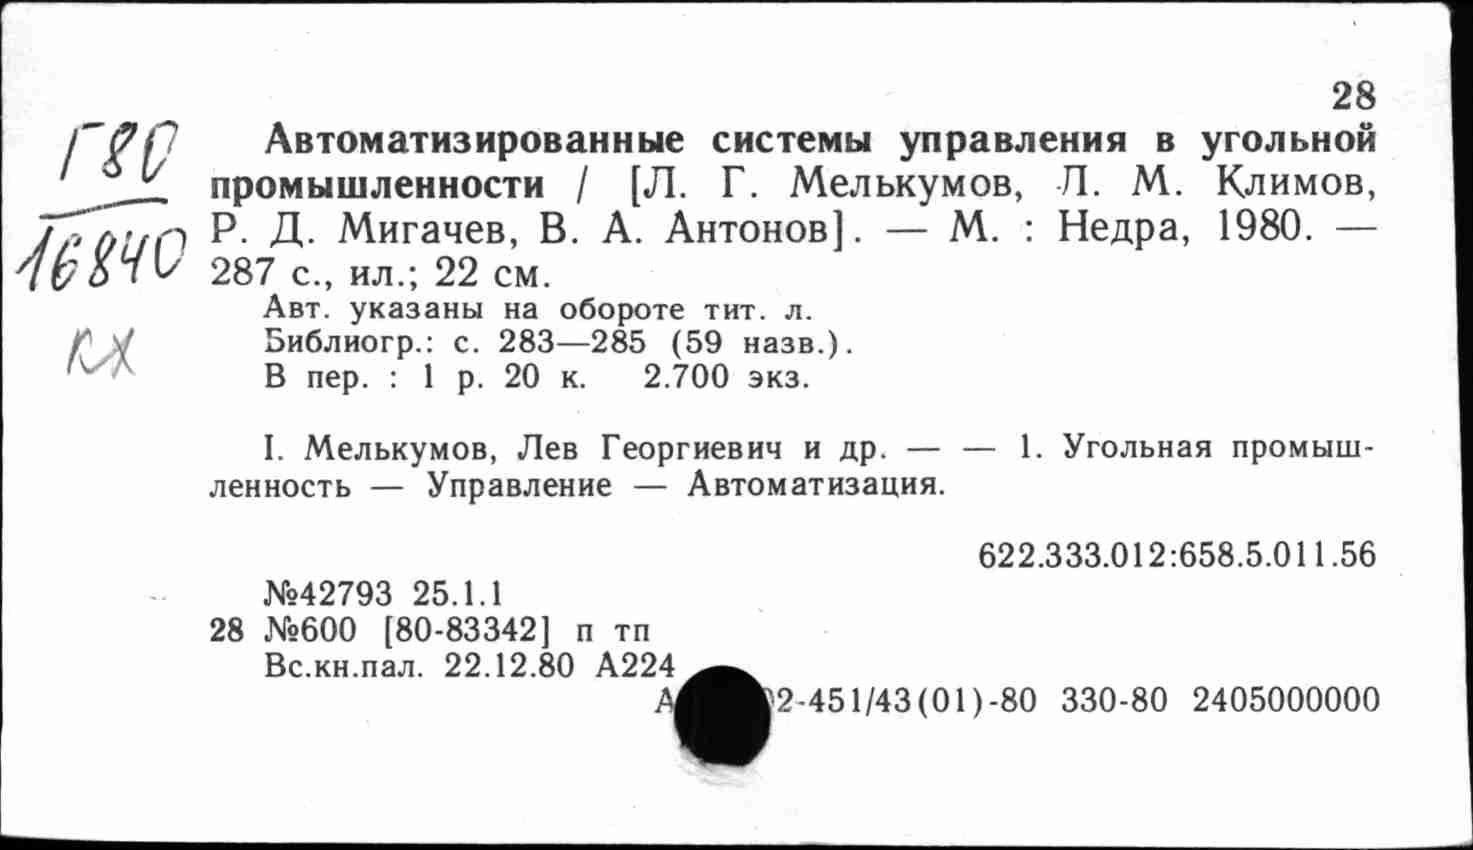 28
Г80
16840
кх
Автоматизированные системы управления в угольной
промышленности / [Л. Г. Мелькумов, Л. М. Климов,
Р. Д. Мигачев, В. А. Антонов]. — М. : Недра, 1980. —
287 с., ил.; 22 см.
Авт. указаны на обороте тит. л.
Библиогр.: с. 283—285 (59 назв.).
В пер. : 1 р. 20 к. 2.700 экз.
I. Мелькумов, Лев Георгиевич и др. — — 1. Угольная промыш-
ленность — Управление — Автоматизация.
622.333.012:658.5.011.56
№42793 25.1.1
28 №600 [80-83342] п тп
Вс.кн.пал. 22.12.80 А224
2-451/43(01)-80 330-80 2405000000